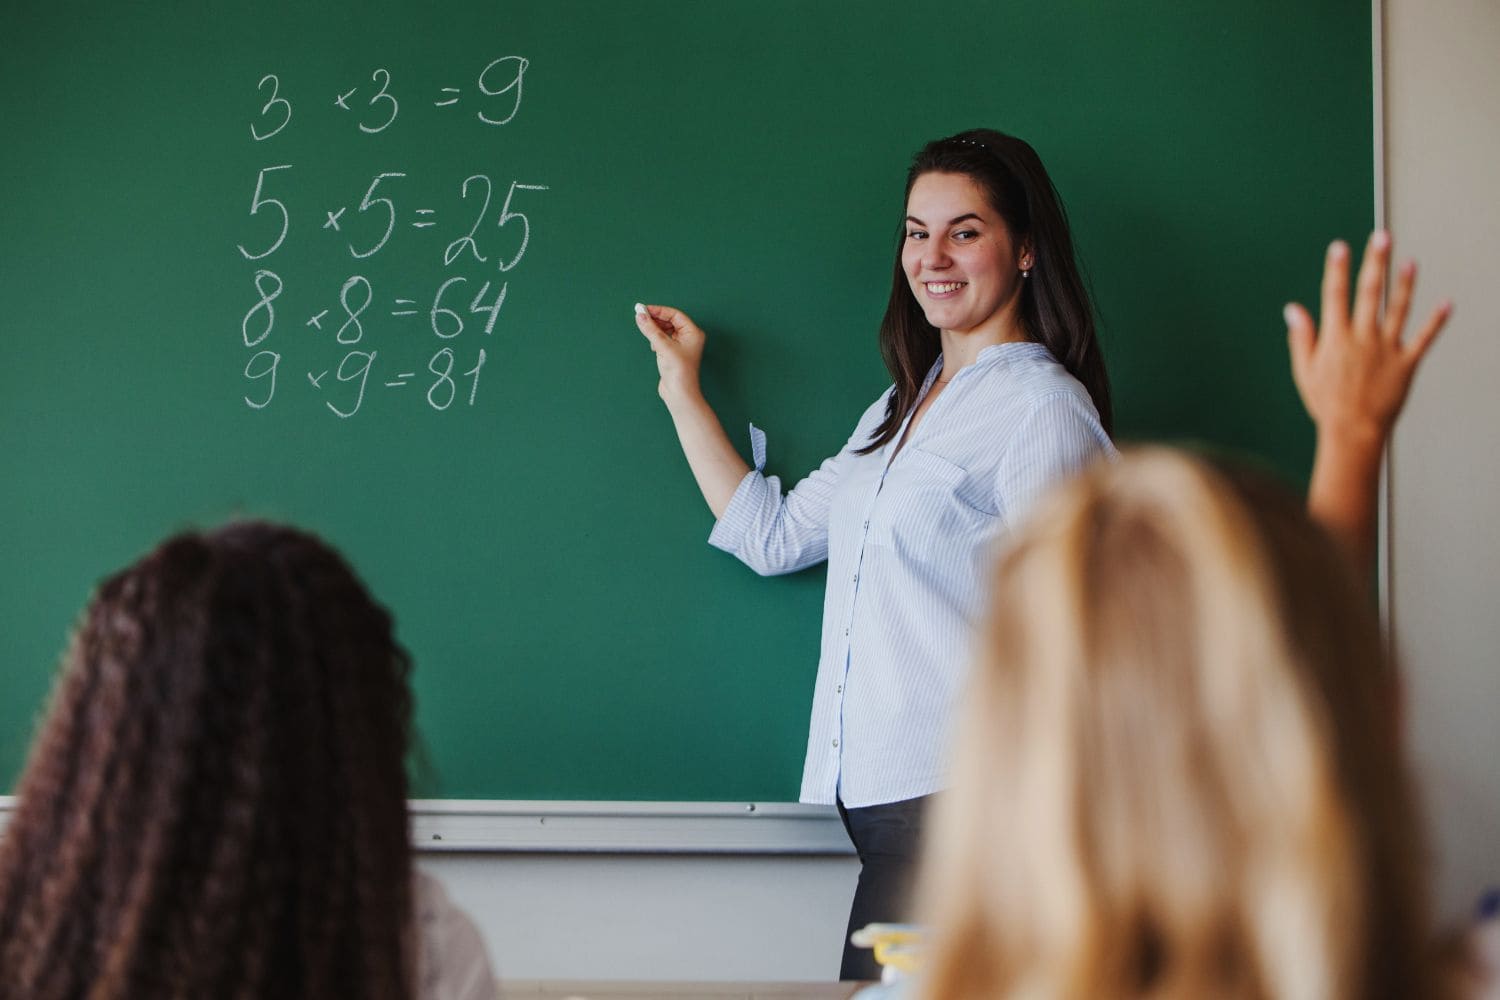 3 × 3 = 9
5 × 5 = 25
8 × 8 = 64
9 × 9 = 81